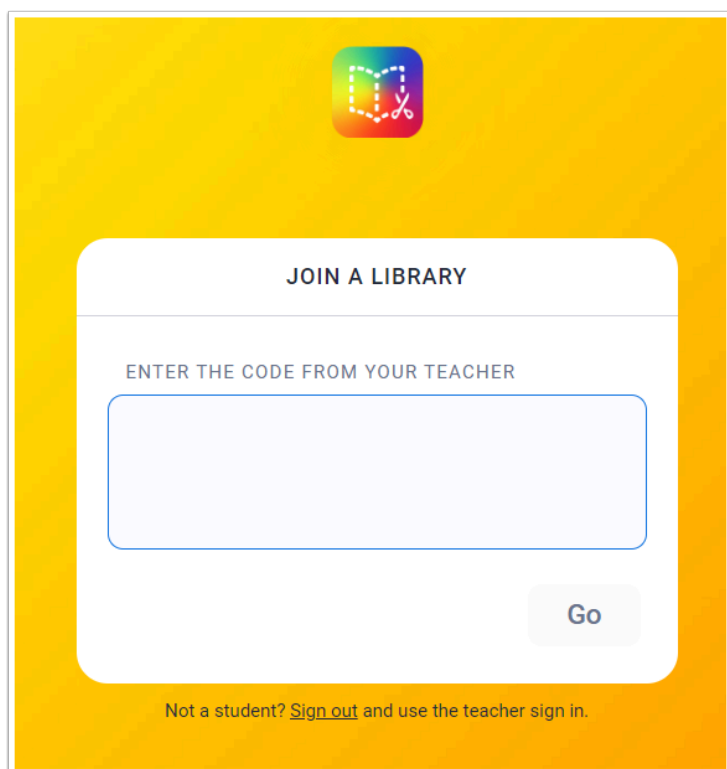 JOIN A LIBRARY
ENTER THE CODE FROM YOUR TEACHER
Go
Not a student? Sign out and use the teacher sign in.